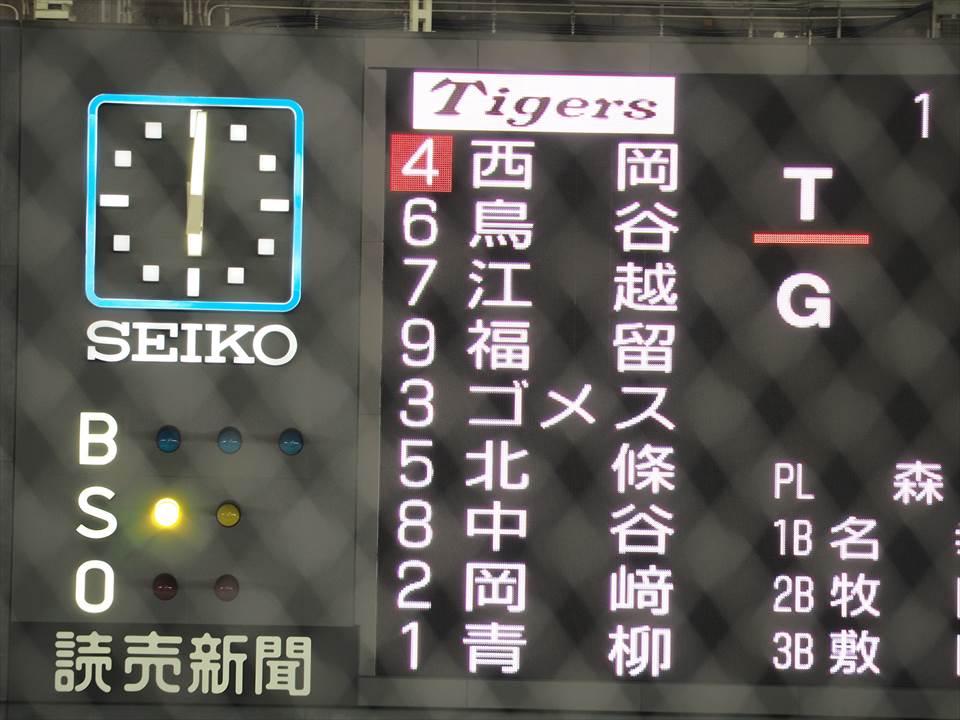 Tigers
1
4 西 岡
6 鳥 谷
7 江 越
9 福 留
3 ゴメス
5 北 條
8 中 谷
2 岡 﨑
1 青 柳
T
G
PL 森
1B 名
2B 牧
3B 敷
SEIKO
B
S
O
読売新聞